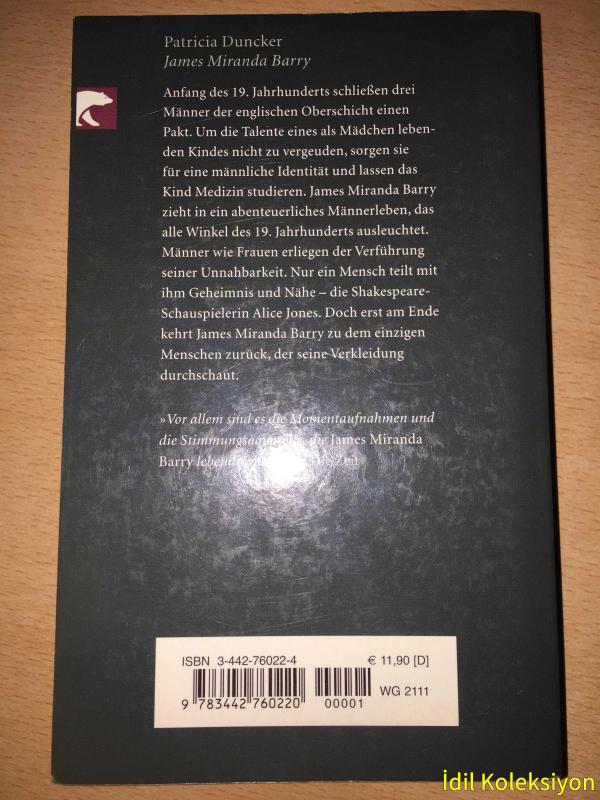 Patricia Duncker
James Miranda Barry
Anfang des 19. Jahrhunderts schließen drei
Männer der englischen Oberschicht einen
Pakt. Um die Talente eines als Mädchen leben-
den Kindes nicht zu vergeuden, sorgen sie
für eine männliche Identität und lassen das
Kind Medizin studieren. James Miranda Barry
zieht in ein abenteuerliches Männerleben, das
alle Winkel des 19. Jahrhunderts ausleuchtet.
Männer wie Frauen erliegen der Verführung
seiner Unnahbarkeit. Nur ein Mensch teilt mit
ihm Geheimnis und Nähe – die Shakespeare-
Schauspielerin Alice Jones. Doch erst am Ende
kehrt James Miranda Barry zu dem einzigen
Menschen zurück, der seine Verkleidung
durchschaut.
»Vor allem sind es die Momentaufnahmen und
die die James Miranda
Barry Zeit
ISBN 3-442-76022-4
€ 11,90 [D]
WG 2111
9 783442 760220 00001
İdil Koleksiyon